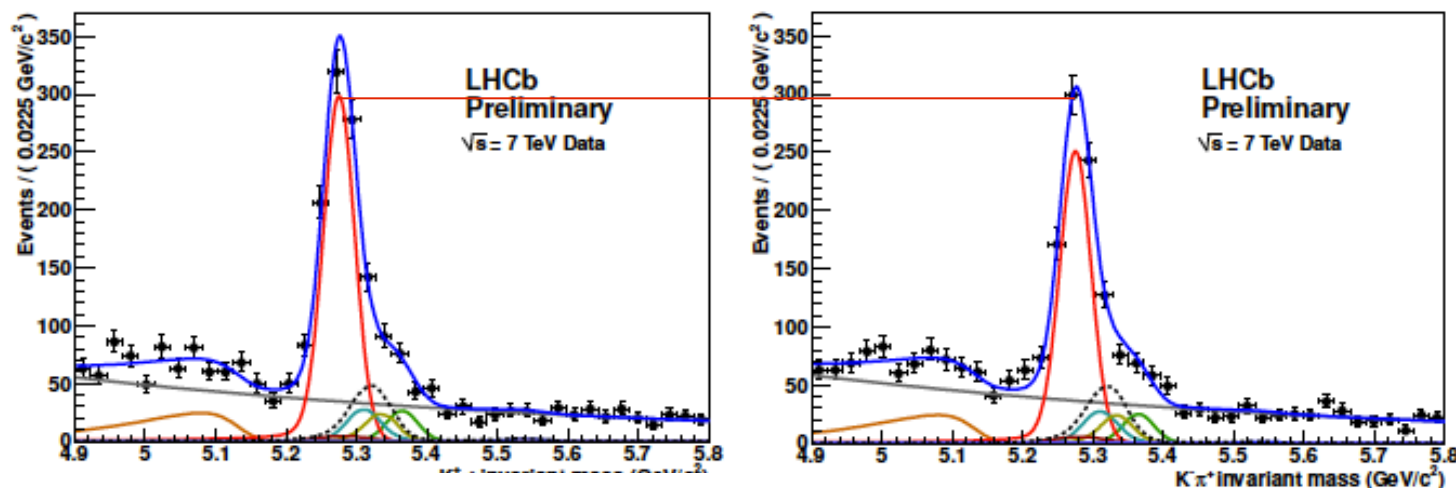 Events / ( 0.0225 GeV/c² )
350
300
250
200
150
100
50
0
LHCb
Preliminary
√s = 7 TeV Data
4.9 5 5.1 5.2 5.3 5.4 5.5 5.6 5.7 5.8
invariant mass (GeV/c²)
Events / ( 0.0225 GeV/c² )
350
300
250
200
150
100
50
0
LHCb
Preliminary
√s = 7 TeV Data
4.9 5 5.1 5.2 5.3 5.4 5.5 5.6 5.7 5.8
K⁻π⁺ invariant mass (GeV/c²)